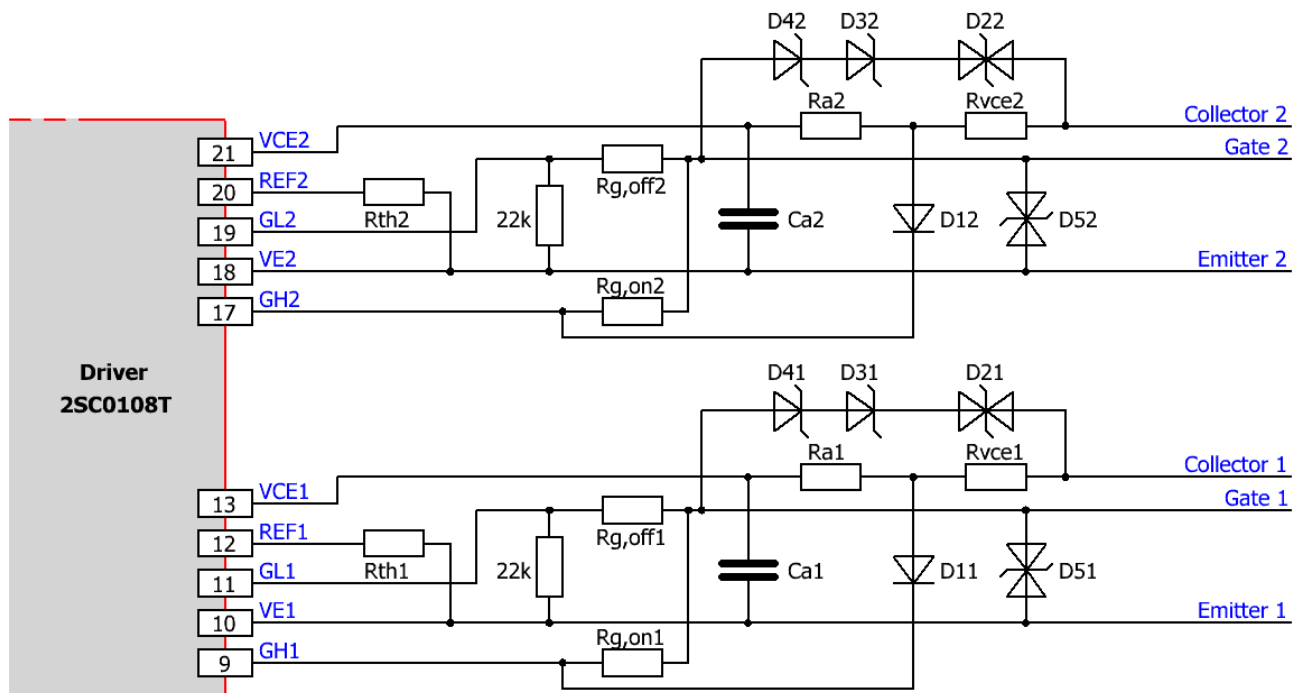 D42 D32 D22
Ra2 Rvce2
Collector 2
21 VCE2
Gate 2
20 REF2
Rg,off2
Rth2 22k Ca2 D12 D52
19 GL2
18 VE2
Emitter 2
Rg,on2
17 GH2
Driver
2SC0108T
D41 D31 D21
Ra1 Rvce1
Collector 1
13 VCE1
Gate 1
12 REF1
Rg,off1
Rth1 22k Ca1 D11 D51
11 GL1
10 VE1
Emitter 1
Rg,on1
9 GH1